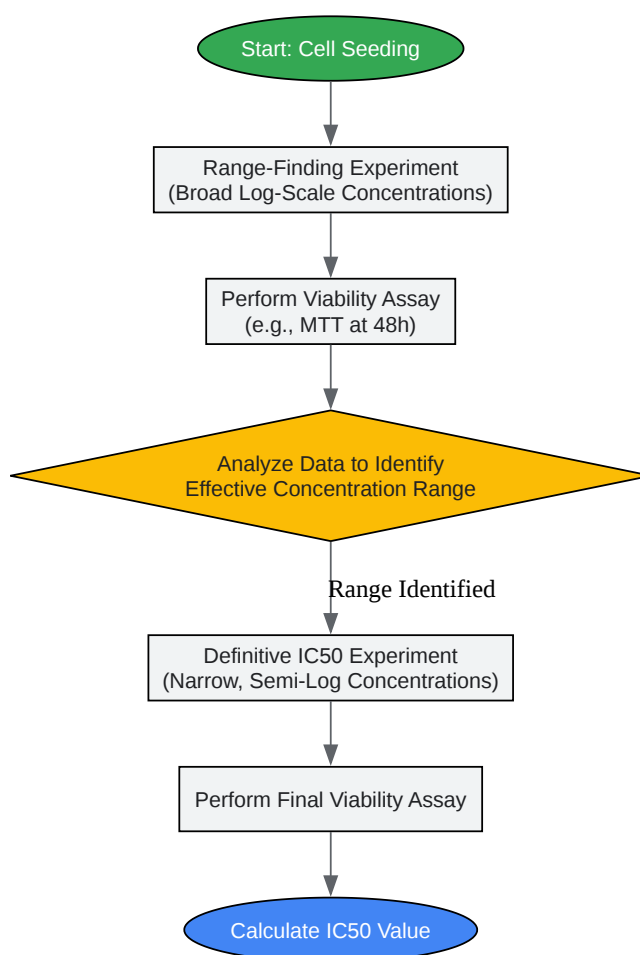 Start: Cell Seeding
Range-Finding Experiment
(Broad Log-Scale Concentrations)
Perform Viability Assay
(e.g., MTT at 48h)
Analyze Data to Identify
Effective Concentration Range
Range Identified
Definitive IC50 Experiment
(Narrow, Semi-Log Concentrations)
Perform Final Viability Assay
Calculate IC50 Value